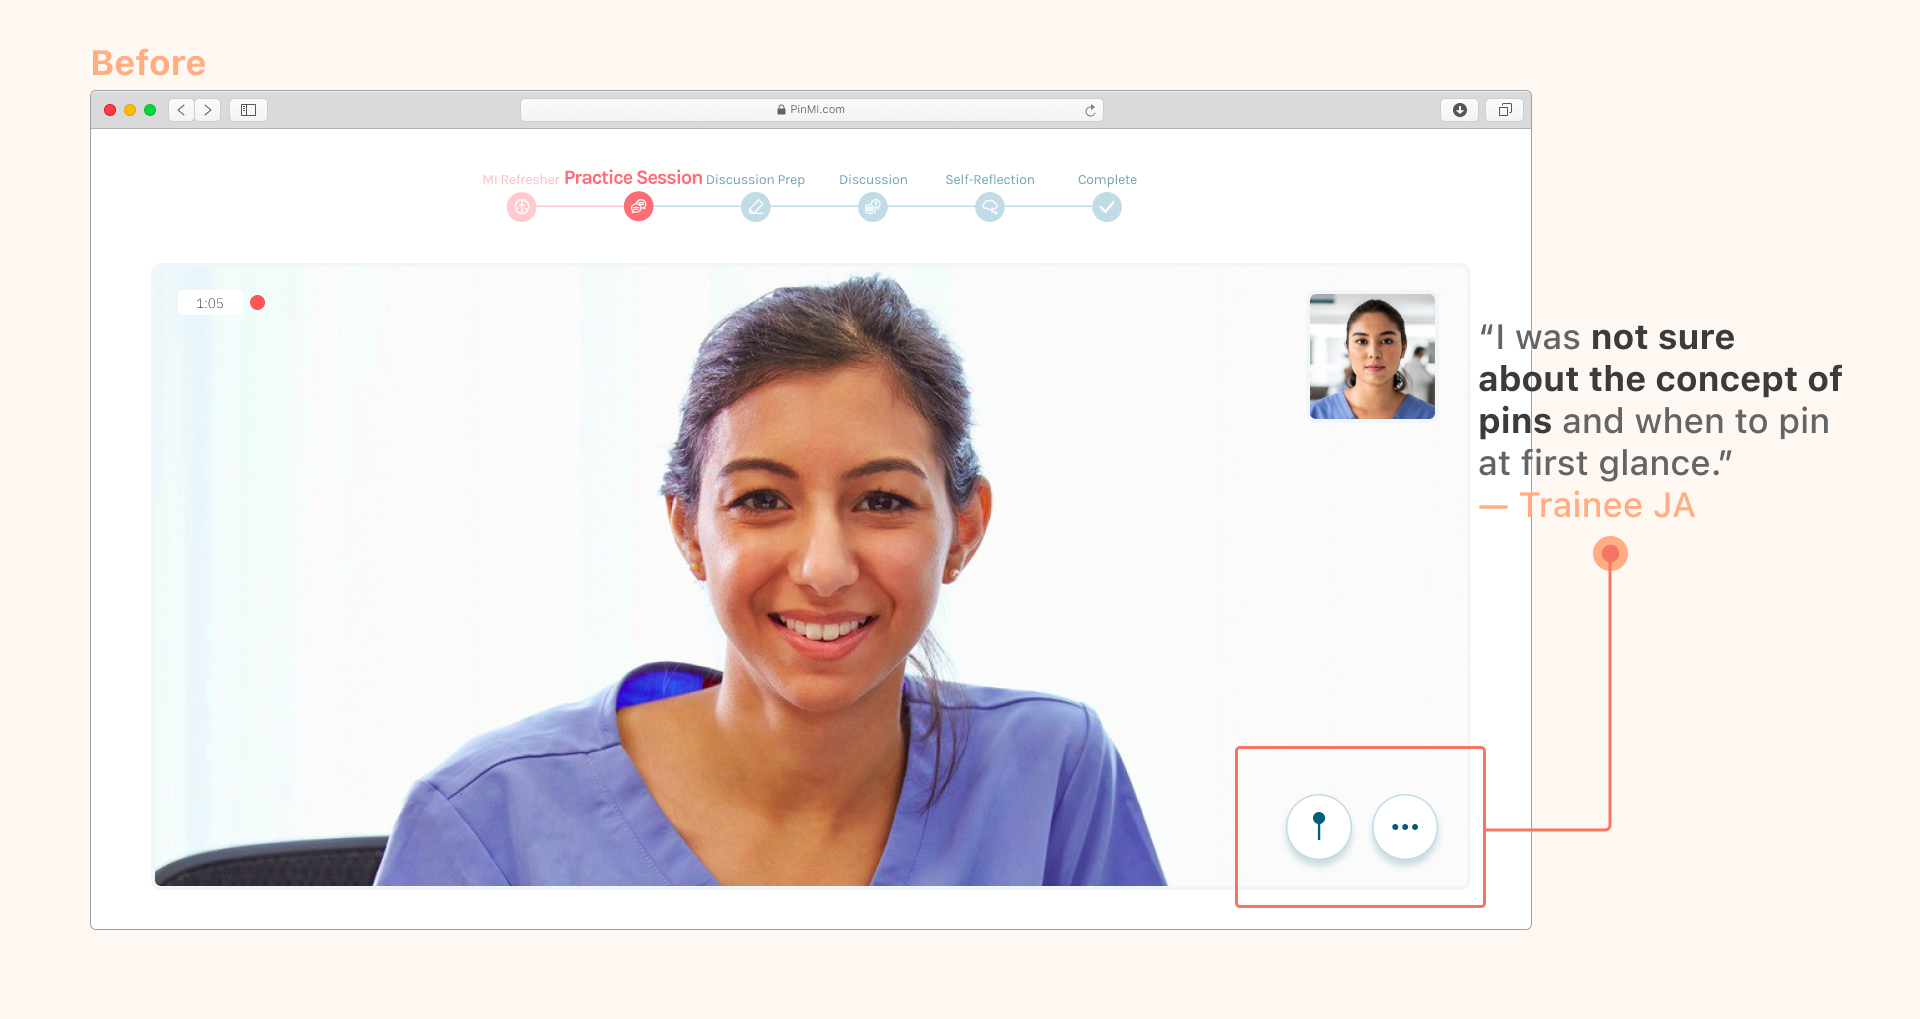 Before
PinMI.com
MI Refresher Practice Session Discussion Prep Discussion Self-Reflection Complete
1:05
“I was not sure
about the concept of
pins and when to pin
at first glance.”
— Trainee JA